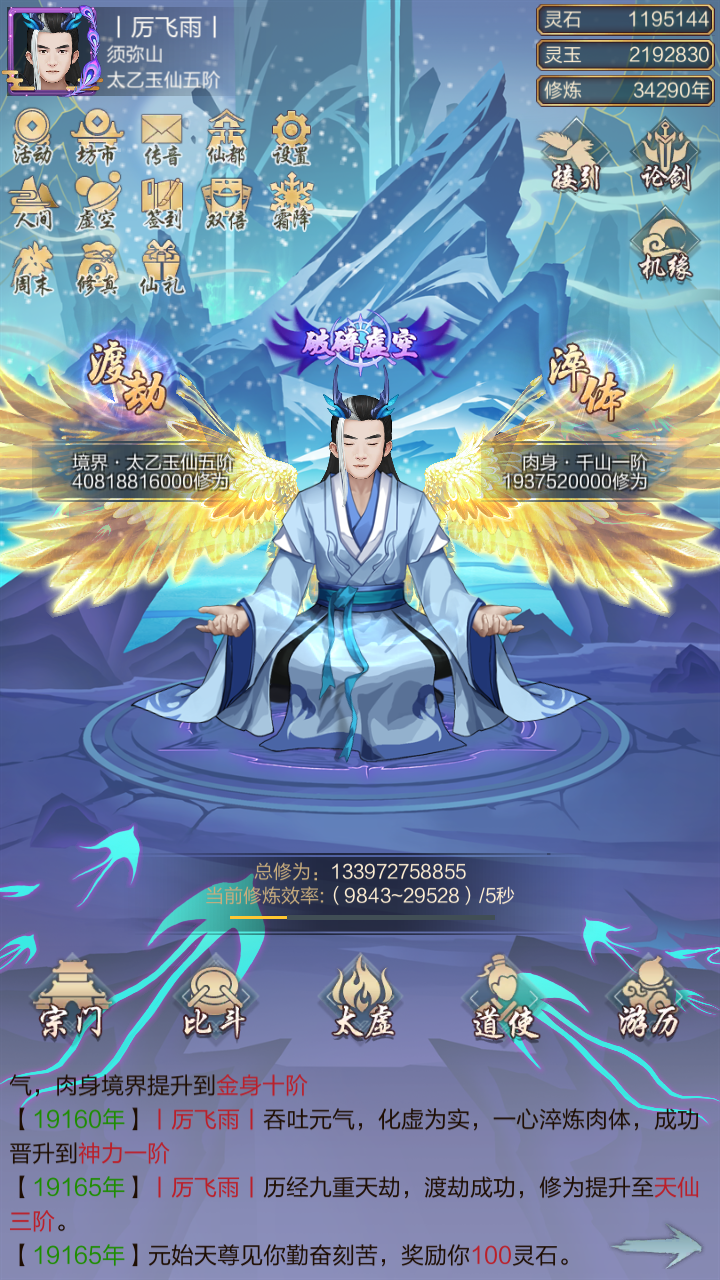 丨厉飞雨丨
须弥山
太乙玉仙五阶
灵石 1195144
灵玉 2192830
修炼 34290年
活动 坊市 传音 仙都 设置
接引 论剑
人间 虚空 签到 双倍 霜降
周末 修真 仙礼
机缘
破碎虚空
渡劫
淬体
境界·太乙玉仙五阶
40818816000修为
肉身·千山一阶
1937520000修为
总修为：133972758855
当前修炼效率:（9843~29528）/5秒
宗门 比斗 太虚 道使 游历
气，肉身境界提升到金身十阶
【19160年】丨厉飞雨丨吞吐元气，化虚为实，一心淬炼肉体，成功
晋升到神力一阶
【19165年】丨厉飞雨丨历经九重天劫，渡劫成功，修为提升至天仙
三阶。
【19165年】元始天尊见你勤奋刻苦，奖励你100灵石。